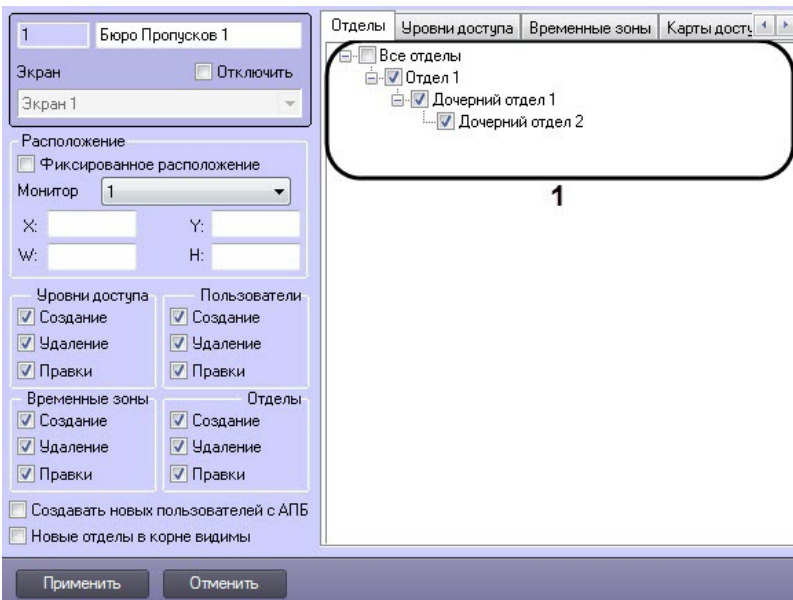 1 Бюро Пропусков 1
Экран Отключить
Экран 1
Расположение
Фиксированное расположение
Монитор 1
X: Y:
W: H:
Уровни доступа
Создание
Удаление
Правки
Пользователи
Создание
Удаление
Правки
Временные зоны
Создание
Удаление
Правки
Отделы
Создание
Удаление
Правки
Создавать новых пользователей с АПБ
Новые отделы в корне видимы
Отделы Уровни доступа Временные зоны Карты дост
Все отделы
Отдел 1
Дочерний отдел 1
Дочерний отдел 2
1
Применить Отменить